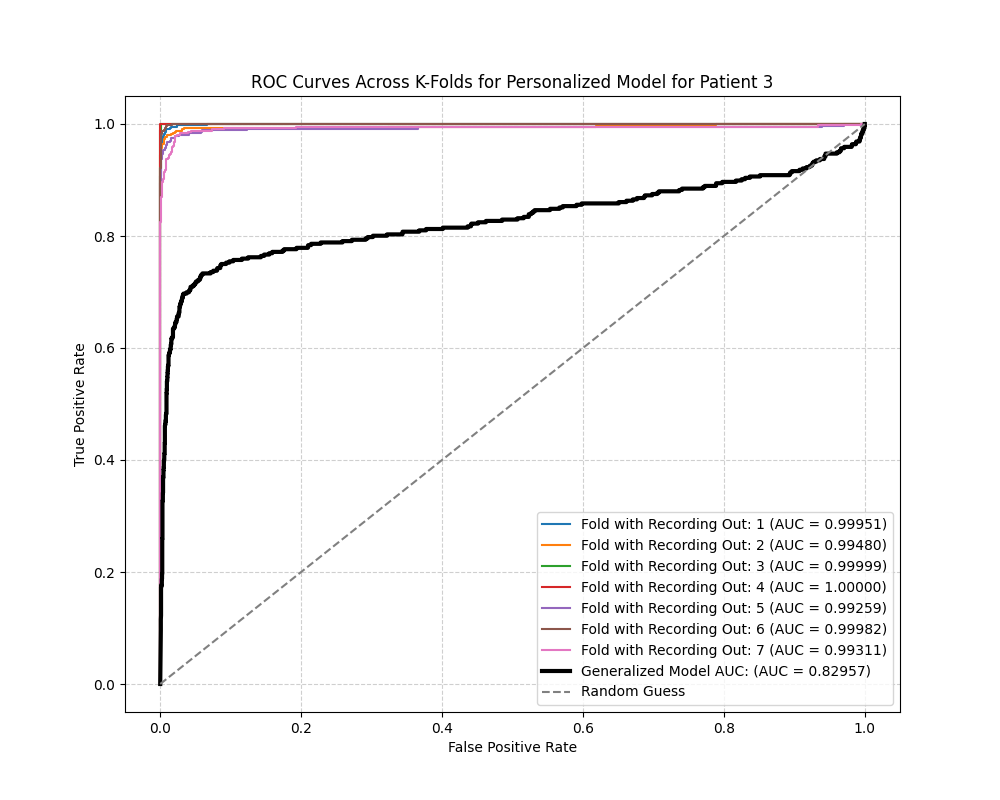 ROC Curves Across K-Folds for Personalized Model for Patient 3
True Positive Rate
1.0
0.8
0.6
0.4
0.2
0.0
Fold with Recording Out: 1 (AUC = 0.99951)
Fold with Recording Out: 2 (AUC = 0.99480)
Fold with Recording Out: 3 (AUC = 0.99999)
Fold with Recording Out: 4 (AUC = 1.00000)
Fold with Recording Out: 5 (AUC = 0.99259)
Fold with Recording Out: 6 (AUC = 0.99982)
Fold with Recording Out: 7 (AUC = 0.99311)
Generalized Model AUC: (AUC = 0.82957)
Random Guess
0.0 0.2 0.4 0.6 0.8 1.0
False Positive Rate